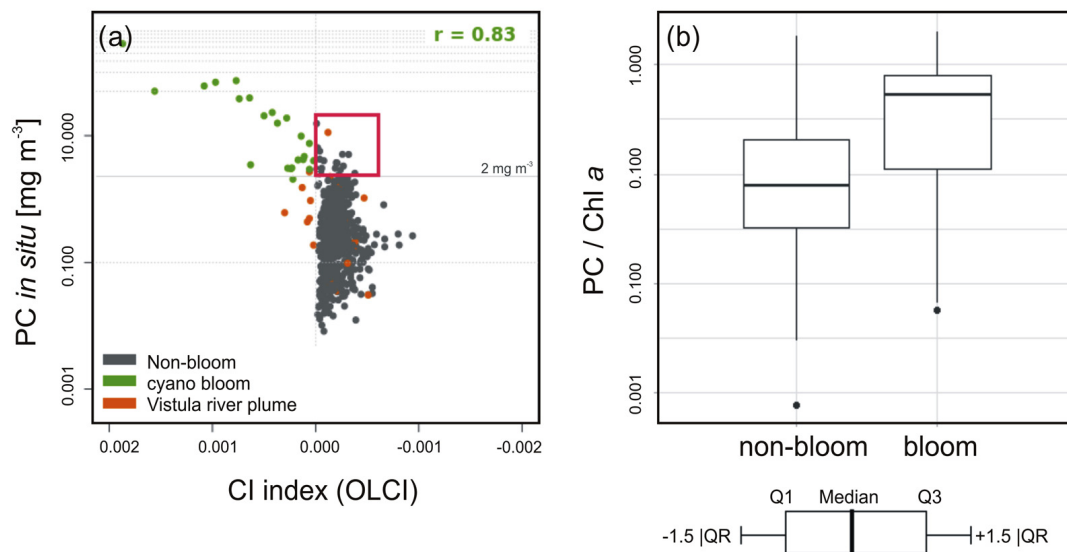 (a)
r = 0.83
PC in situ [mg m-3]
10.000
0.100
0.001
2 mg m-3
Non-bloom
cyano bloom
Vistula river plume
0.002
0.001
0.000
-0.001
-0.002
CI index (OLCI)
(b)
PC / Chl a
1.000
0.100
0.100
0.001
non-bloom
bloom
Q1
Median
Q3
-1.5 |QR
+1.5 |QR